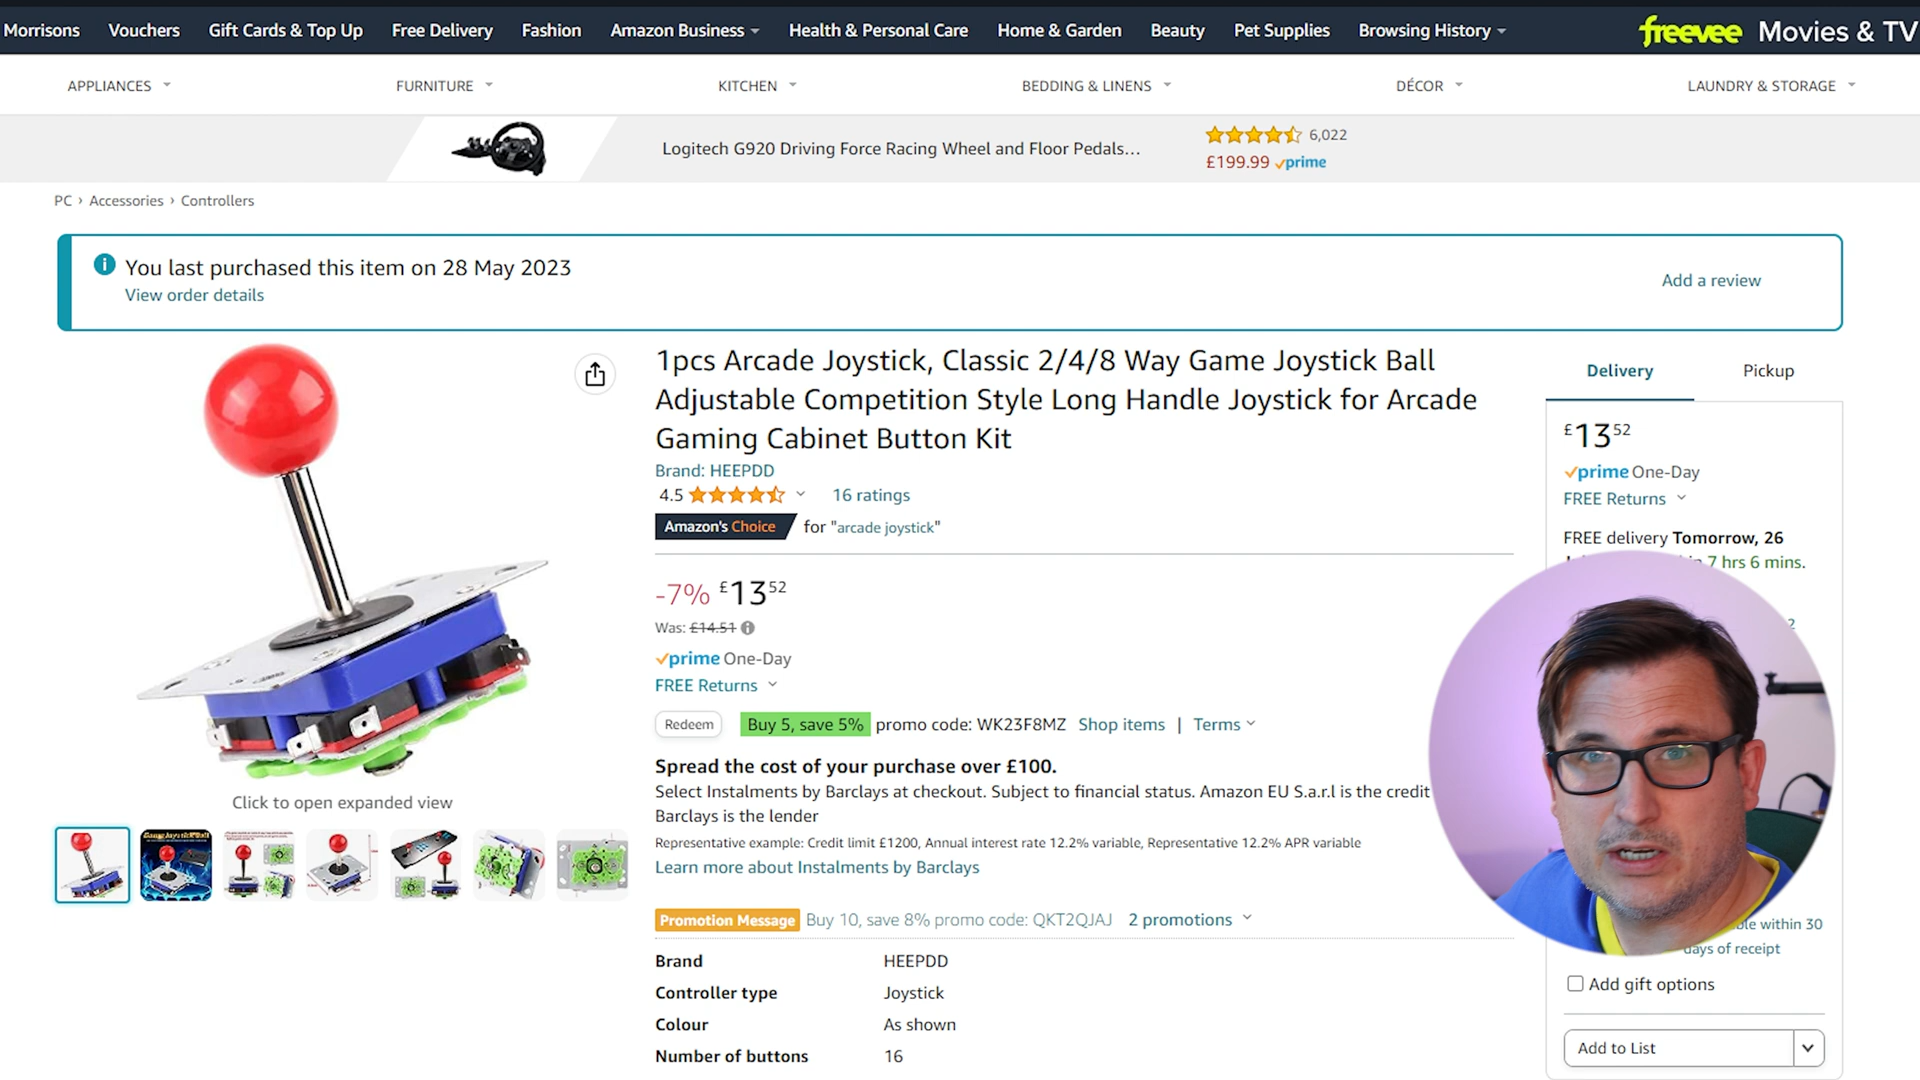 Morrisons Vouchers Gift Cards & Top Up Free Delivery Fashion Amazon Business Health & Personal Care Home & Garden Beauty Pet Supplies Browsing History freevee Movies & TV
APPLIANCES FURNITURE KITCHEN BEDDING & LINENS DÉCOR LAUNDRY & STORAGE
Logitech G920 Driving Force Racing Wheel and Floor Pedals…
6,022
£199.99 prime
PC › Accessories › Controllers
You last purchased this item on 28 May 2023
View order details
Add a review
Click to open expanded view
1pcs Arcade Joystick, Classic 2/4/8 Way Game Joystick Ball
Adjustable Competition Style Long Handle Joystick for Arcade
Gaming Cabinet Button Kit
Brand: HEEPDD
4.5 16 ratings
Amazon's Choice for "arcade joystick"
-7% £13 52
Was: £14.51
prime One-Day
FREE Returns
Redeem Buy 5, save 5% promo code: WK23F8MZ Shop items | Terms
Spread the cost of your purchase over £100.
Select Instalments by Barclays at checkout. Subject to financial status. Amazon EU S.a.r.l is the credit
Barclays is the lender
Representative example: Credit limit £1200, Annual interest rate 12.2% variable, Representative 12.2% APR variable
Learn more about Instalments by Barclays
Promotion Message Buy 10, save 8% promo code: QKT2QJAJ 2 promotions
Brand HEEPDD
Controller type Joystick
Colour As shown
Number of buttons 16
Delivery Pickup
£13 52
prime One-Day
FREE Returns
FREE delivery Tomorrow, 26
7 hrs 6 mins.
2
within 30
days of receipt
Add gift options
Add to List